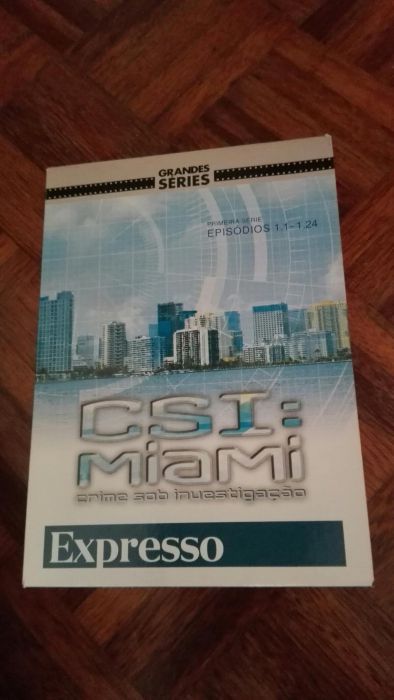 GRANDES
SÉRIES
PRIMEIRA SÉRIE
EPISÓDIOS 1.1–1.24
CSI:
MIAMI
crime sob investigação
Expresso